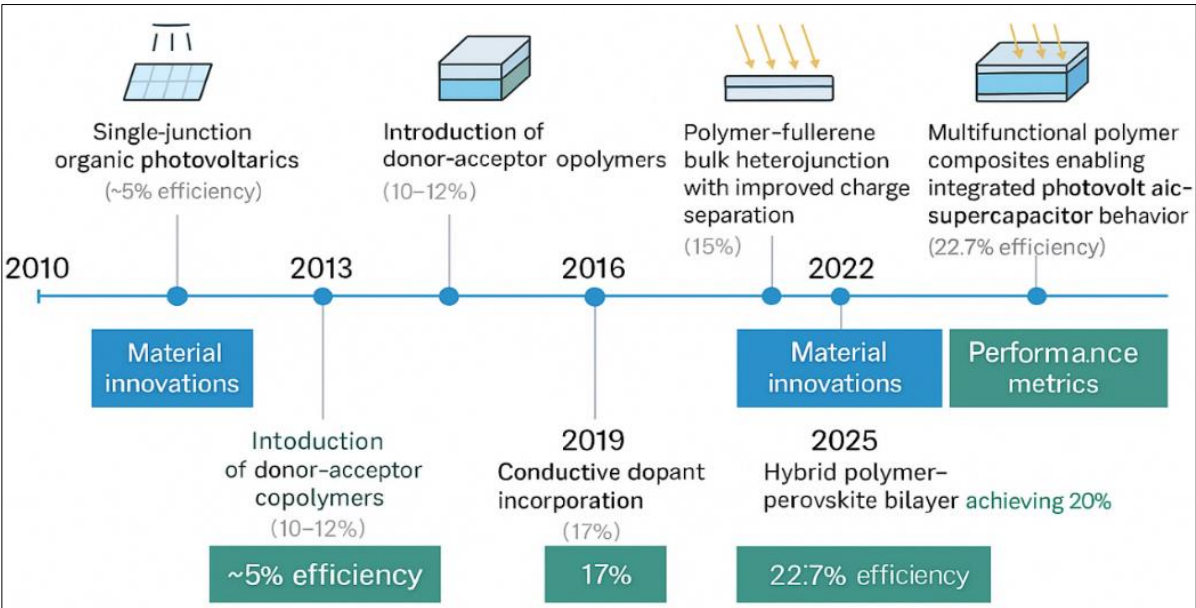 Single-junction
organic photovoltarics
(~5% efficiency)
Introduction of
donor-acceptor opolymers
(10–12%)
Polymer-fullerene
bulk heterojunction
with improved charge
separation
(15%)
Multifunctional polymer
composites enabling
integrated photovolt aic-
supercapacitor behavior
(22.7% efficiency)
2010
2013
2016
2022
Material
innovations
Material
innovations
Performa.nce
metrics
Intoduction
of donor-acceptor
copolymers
(10–12%)
2019
Conductive dopant
incorporation
(17%)
2025
Hybrid polymer–
perovskite bilayer achieving 20%
~5% efficiency
17%
22:7% efficiency